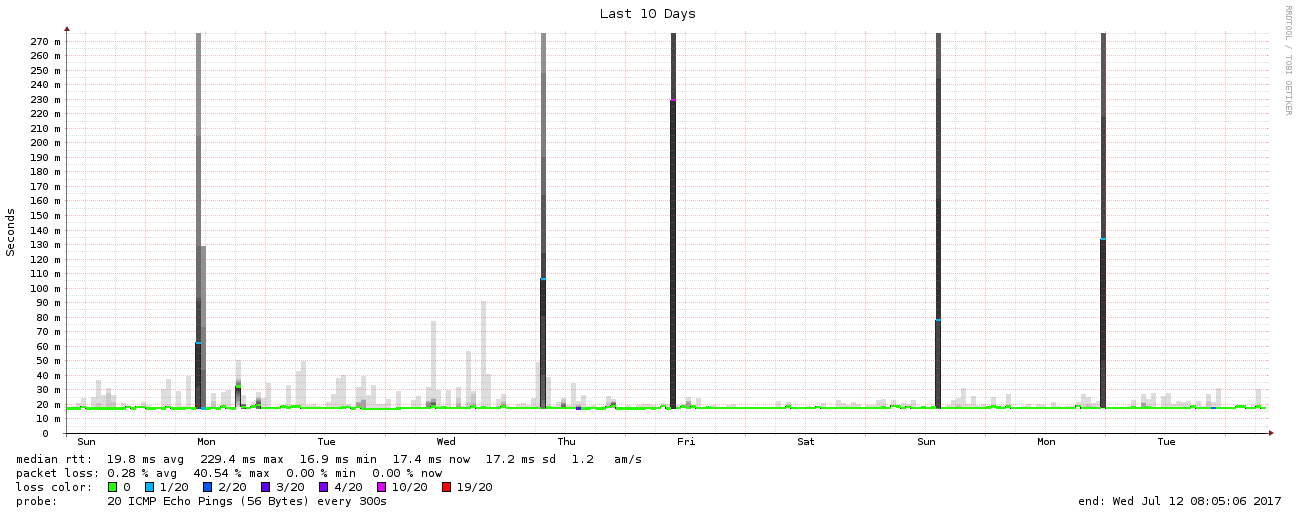 Last 10 Days
RRDTOOL / TOBI OETIKER
Seconds
270 m
260 m
250 m
240 m
230 m
220 m
210 m
200 m
190 m
180 m
170 m
160 m
150 m
140 m
130 m
120 m
110 m
100 m
90 m
80 m
70 m
60 m
50 m
40 m
30 m
20 m
10 m
0
Sun Mon Tue Wed Thu Fri Sat Sun Mon Tue
median rtt: 19.8 ms avg 229.4 ms max 16.9 ms min 17.4 ms now 17.2 ms sd 1.2 am/s
packet loss: 0.28 % avg 40.54 % max 0.00 % min 0.00 % now
loss color: 0 1/20 2/20 3/20 4/20 10/20 19/20
probe: 20 ICMP Echo Pings (56 Bytes) every 300s end: Wed Jul 12 08:05:06 2017